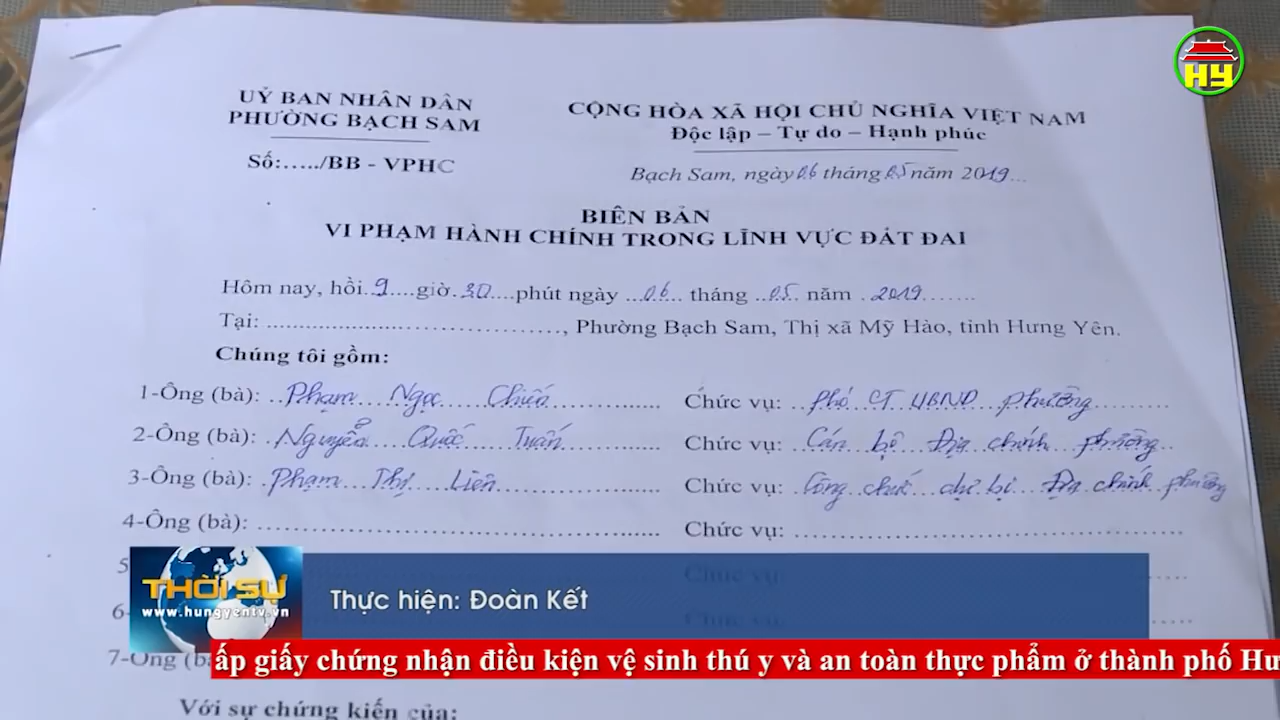 HY
UỶ BAN NHÂN DÂN
PHƯỜNG BẠCH SAM
Số:...../BB - VPHC
CỘNG HÒA XÃ HỘI CHỦ NGHĨA VIỆT NAM
Độc lập – Tự do – Hạnh phúc
Bạch Sam, ngày 06 tháng 05 năm 2019...
BIÊN BẢN
VI PHẠM HÀNH CHÍNH TRONG LĨNH VỰC ĐẤT ĐAI
Hôm nay, hồi 9 giờ 30 phút ngày 06 tháng 05 năm 2019
Tại: ......, Phường Bạch Sam, Thị xã Mỹ Hào, tỉnh Hưng Yên.
Chúng tôi gồm:
1-Ông (bà): Phạm Ngọc Chiến Chức vụ: Phó CT UBND phường
2-Ông (bà): Nguyễn Quốc Tuấn Chức vụ: Cán bộ Địa chính phường
3-Ông (bà): Phạm Thị Liên Chức vụ: Công chức dự bị Địa chính phường
4-Ông (bà): ...... Chức vụ: ......
5 Chức vụ
6- Chức vụ
7-Ông (bà
Với sự chứng kiến của:
THỜI SỰ
www.hungyentv.vn
Thực hiện: Đoàn Kết
ấp giấy chứng nhận điều kiện vệ sinh thú y và an toàn thực phẩm ở thành phố Hư